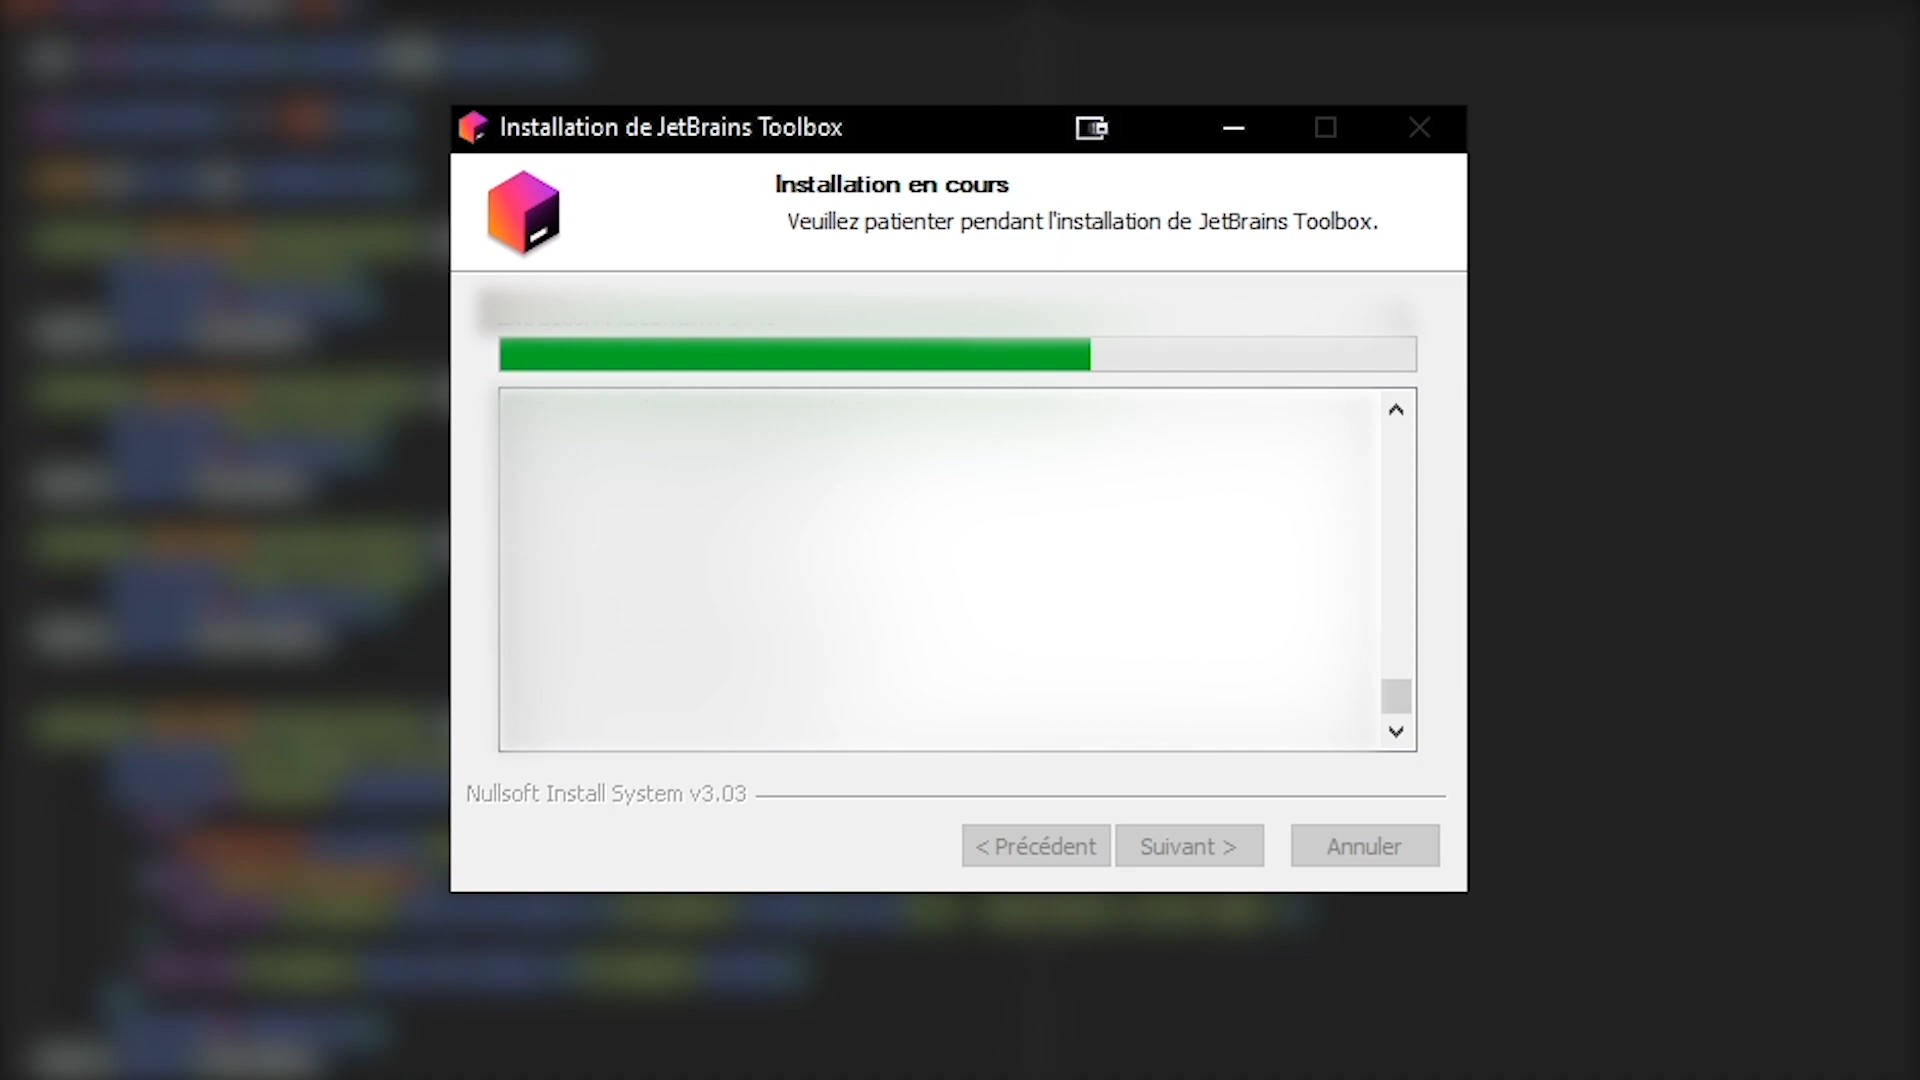 Installation de JetBrains Toolbox
Installation en cours
Veuillez patienter pendant l'installation de JetBrains Toolbox.
Nullsoft Install System v3.03
< Précédent
Suivant >
Annuler